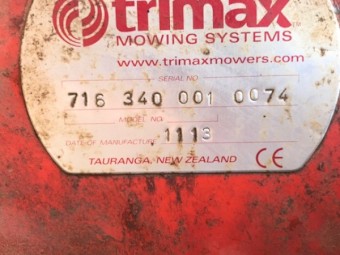 trimax
MOWING SYSTEMS
www.trimaxmowers.com
SERIAL NO
716 340 001 0074
MODEL NO.
1113
DATE OF MANUFACTURE
TAURANGA, NEW ZEALAND CE